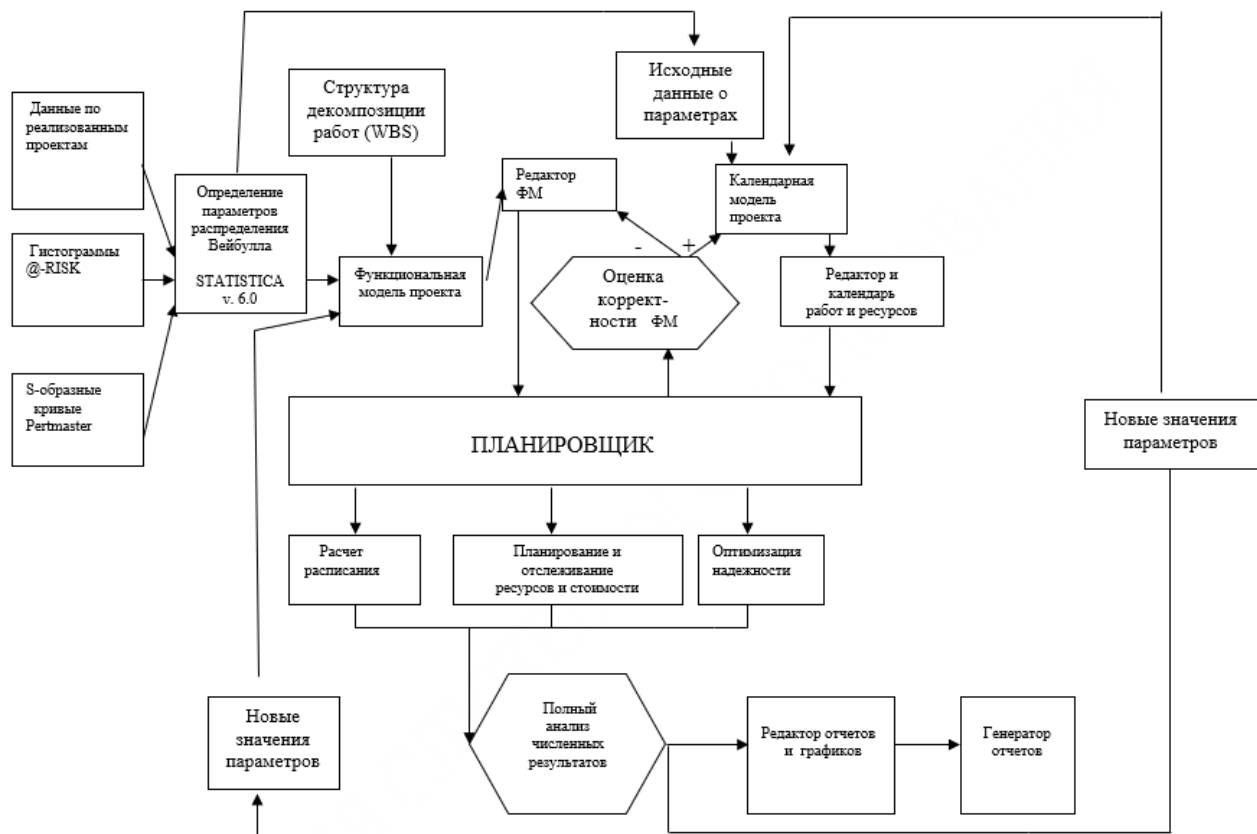 Исходные
данные о
параметрах
Структура
декомпозиции
работ (WBS)
Данные по
реализованным
проектам
Редактор
ФМ
Календарная
модель
проекта
Определение
параметров
распределения
Вейбулла
STATISTICA
v. 6.0
Гистограммы
@-RISK
Функциональная
модель проекта
- +
Оценка
коррект-
ности ФМ
Редактор и
календарь
работ и ресурсов
S-образные
кривые
Pertmaster
ПЛАНИРОВЩИК
Новые значения
параметров
Расчет
расписания
Планирование и
отслеживание
ресурсов и стоимости
Оптимизация
надежности
Новые
значения
параметров
Полный
анализ
численных
результатов
Редактор отчетов
и графиков
Генератор
отчетов